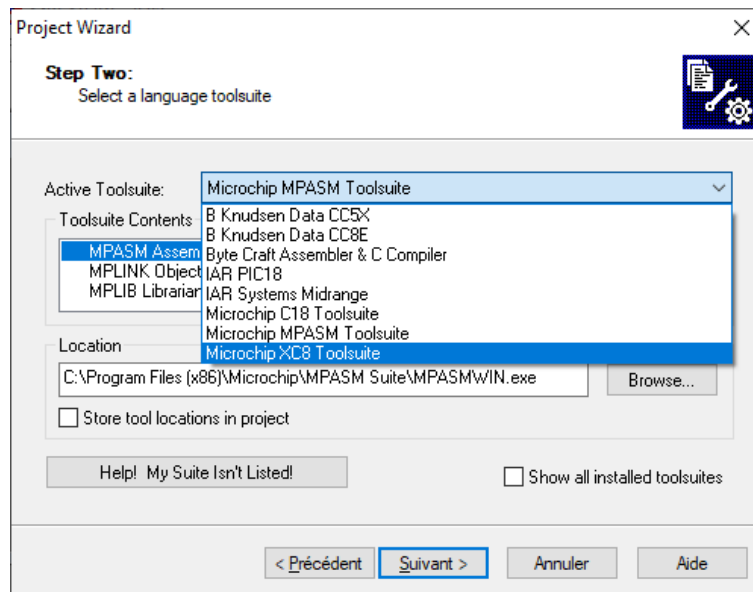 Project Wizard
Step Two:
Select a language toolsuite
Active Toolsuite:
Microchip MPASM Toolsuite
B Knudsen Data CC5X
B Knudsen Data CC8E
Byte Craft Assembler & C Compiler
IAR PIC18
IAR Systems Midrange
Microchip C18 Toolsuite
Microchip MPASM Toolsuite
Microchip XC8 Toolsuite
Toolsuite Contents
MPASM Assem
MPLINK Object
MPLIB Librarian
Location
C:\Program Files (x86)\Microchip\MPASM Suite\MPASMWIN.exe
Browse...
Store tool locations in project
Help! My Suite Isn't Listed!
Show all installed toolsuites
< Précédent
Suivant >
Annuler
Aide